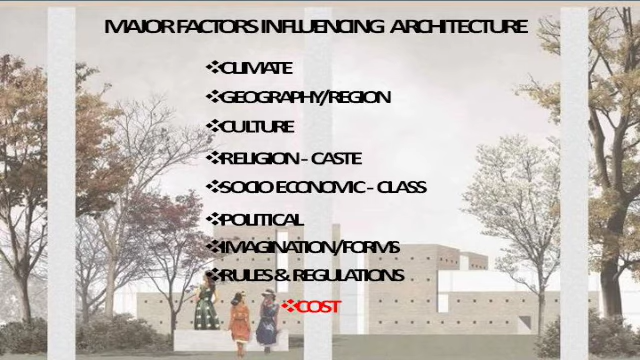 MAJOR FACTORS INFLUENCING ARCHITECTURE
❖CLIMATE
❖GEOGRAPHY/REGION
❖CULTURE
❖RELIGION - CASTE
❖SOCIO ECONOMIC - CLASS
❖POLITICAL
❖IMAGINATION/FORMS
❖RULES & REGULATIONS
❖COST